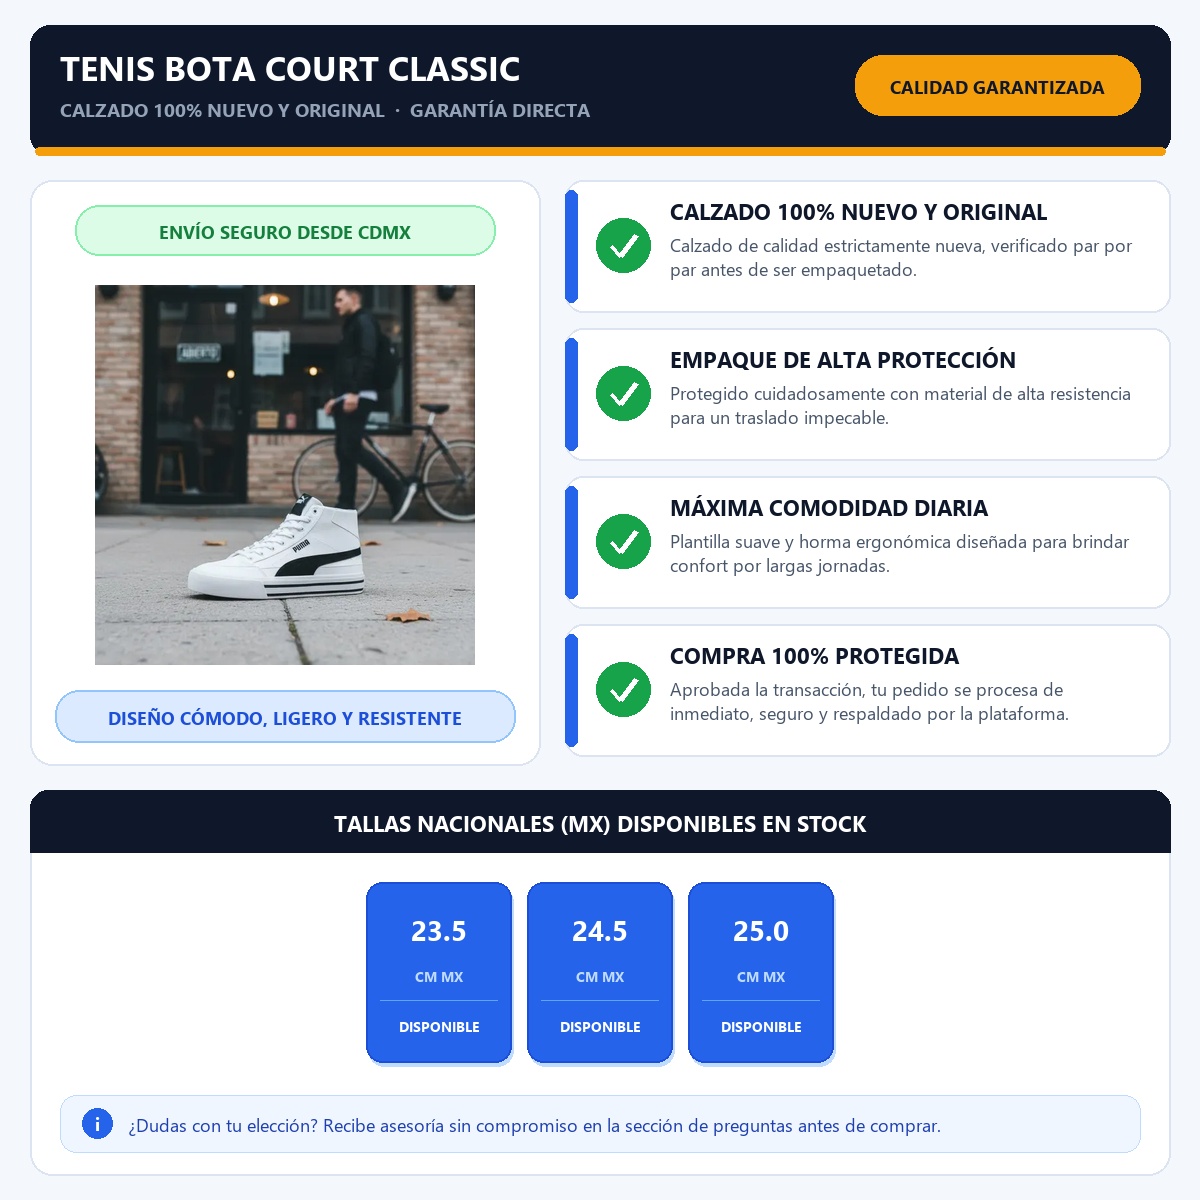 TENIS BOTA COURT CLASSIC
CALZADO 100% NUEVO Y ORIGINAL · GARANTÍA DIRECTA
CALIDAD GARANTIZADA
ENVÍO SEGURO DESDE CDMX
ABIERTO
PUMA
DISEÑO CÓMODO, LIGERO Y RESISTENTE
CALZADO 100% NUEVO Y ORIGINAL
Calzado de calidad estrictamente nueva, verificado par por
par antes de ser empaquetado.
EMPAQUE DE ALTA PROTECCIÓN
Protegido cuidadosamente con material de alta resistencia
para un traslado impecable.
MÁXIMA COMODIDAD DIARIA
Plantilla suave y horma ergonómica diseñada para brindar
confort por largas jornadas.
COMPRA 100% PROTEGIDA
Aprobada la transacción, tu pedido se procesa de
inmediato, seguro y respaldado por la plataforma.
TALLAS NACIONALES (MX) DISPONIBLES EN STOCK
23.5
CM MX
DISPONIBLE
24.5
CM MX
DISPONIBLE
25.0
CM MX
DISPONIBLE
¿Dudas con tu elección? Recibe asesoría sin compromiso en la sección de preguntas antes de comprar.